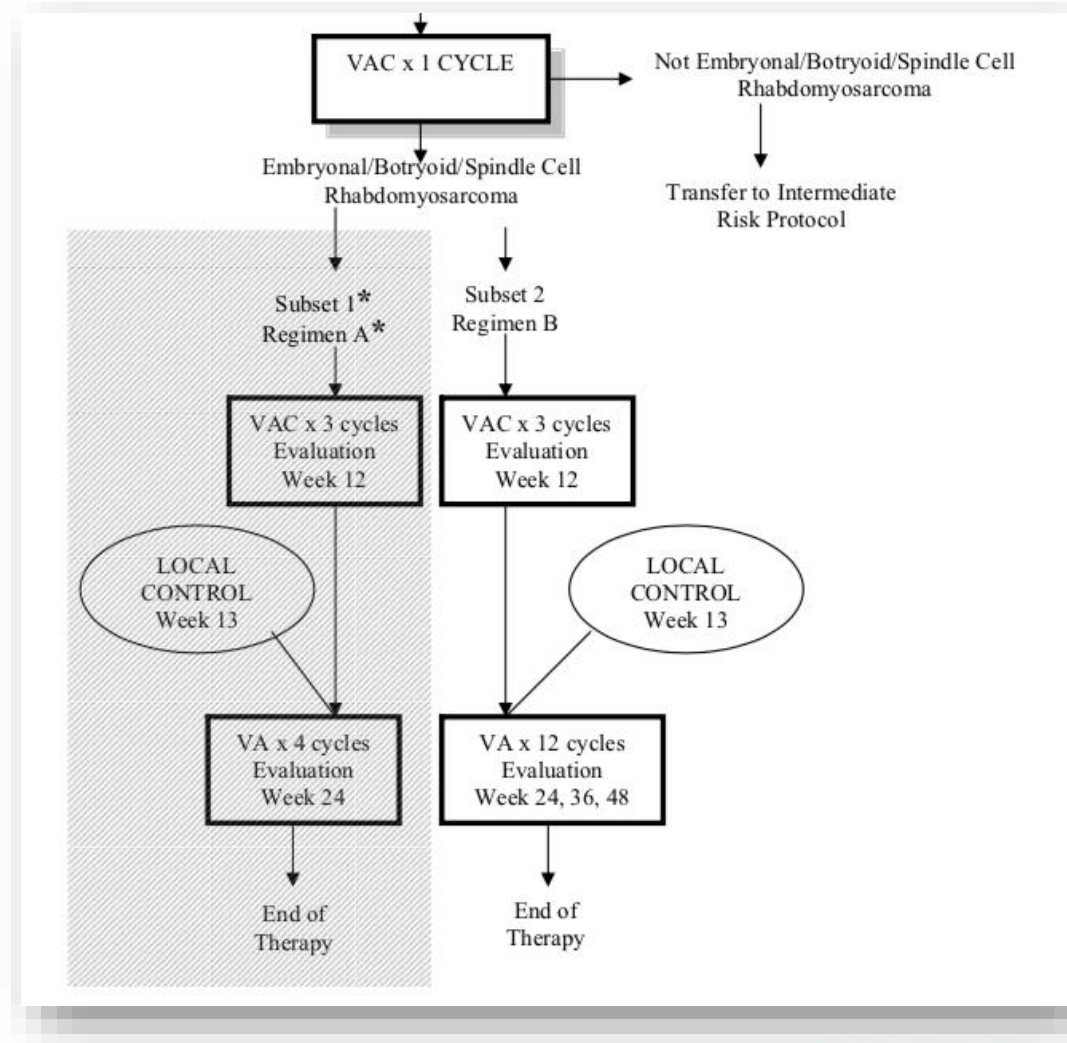 VAC x 1 CYCLE
Not Embryonal/Botryoid/Spindle Cell
Rhabdomyosarcoma
Transfer to Intermediate
Risk Protocol
Embryonal/Botryoid/Spindle Cell
Rhabdomyosarcoma
Subset 1*
Regimen A*
VAC x 3 cycles
Evaluation
Week 12
LOCAL
CONTROL
Week 13
VA x 4 cycles
Evaluation
Week 24
End of
Therapy
Subset 2
Regimen B
VAC x 3 cycles
Evaluation
Week 12
LOCAL
CONTROL
Week 13
VA x 12 cycles
Evaluation
Week 24, 36, 48
End of
Therapy